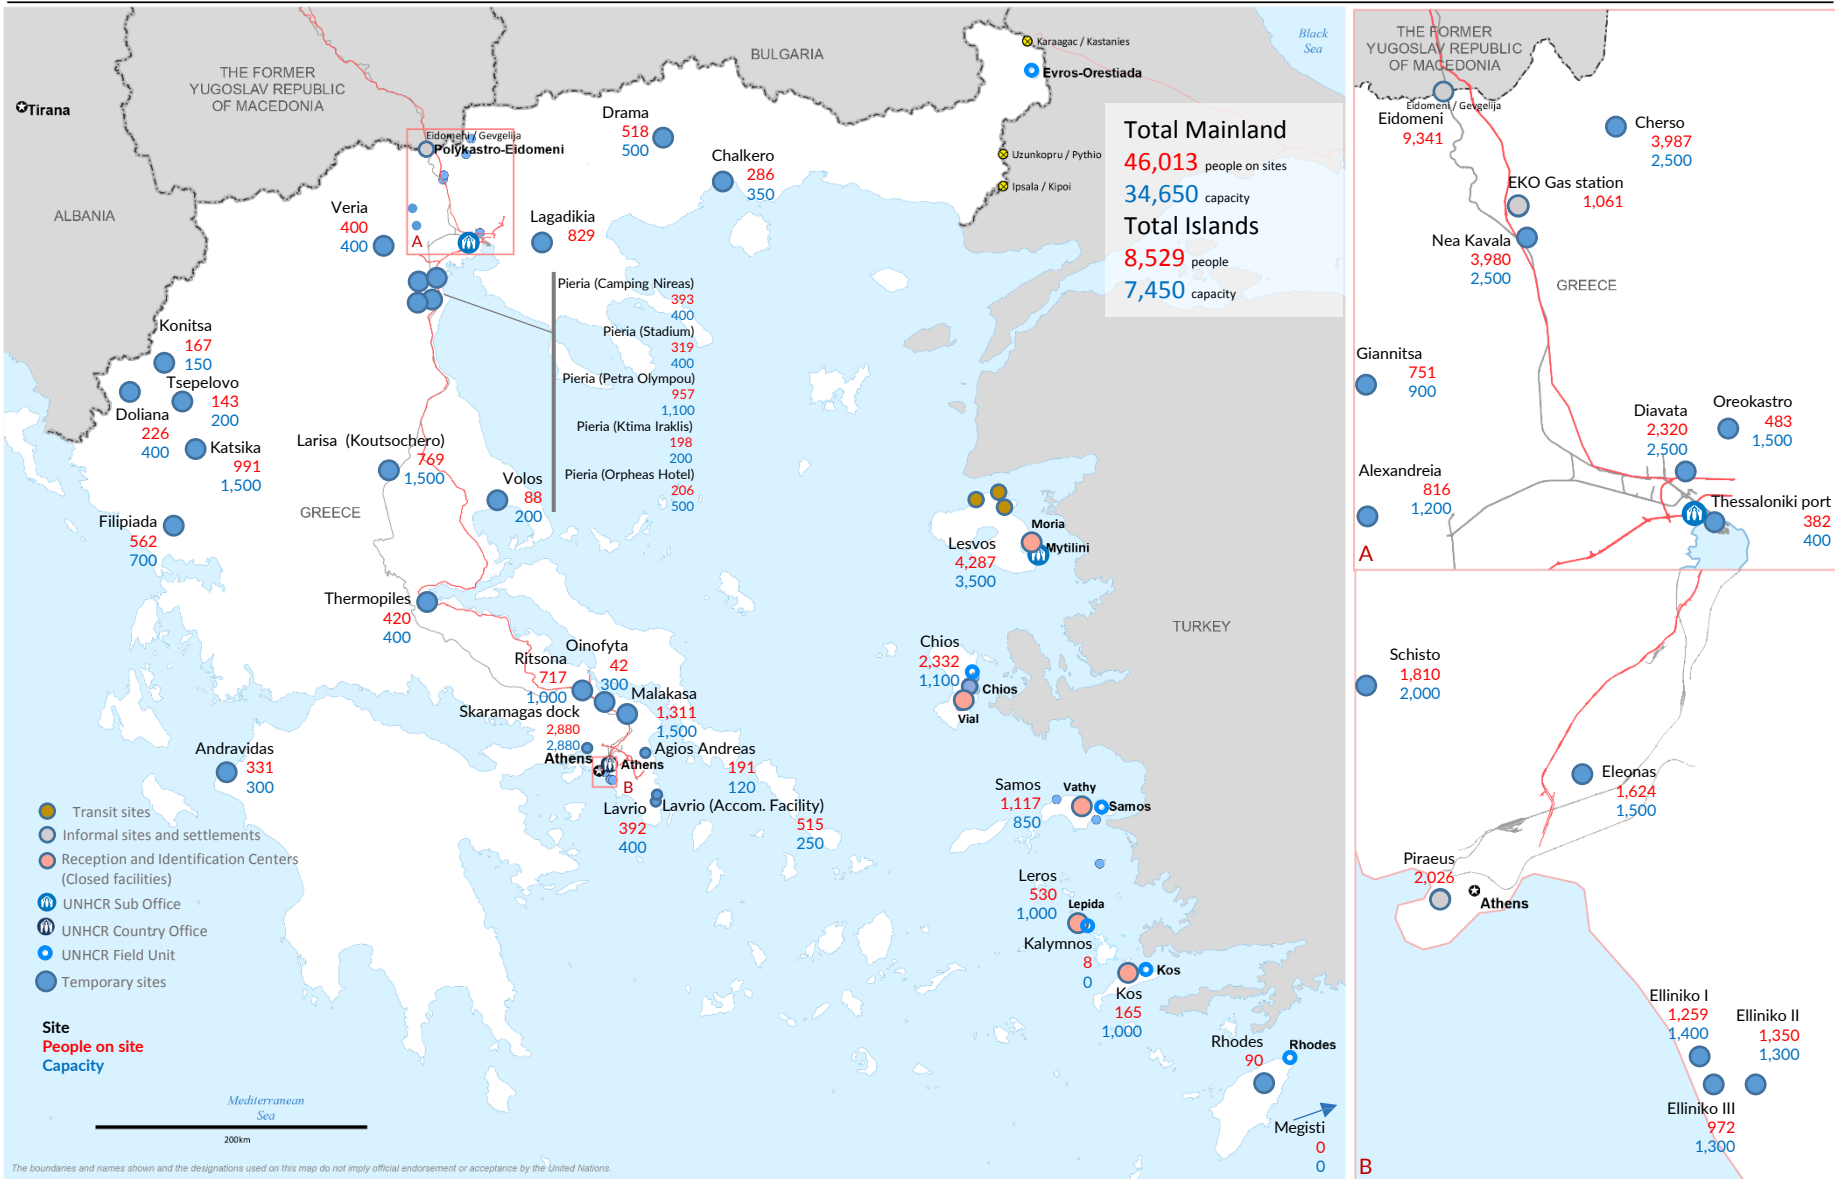 THE FORMER
YUGOSLAV REPUBLIC
OF MACEDONIA
BULGARIA
Black
Sea
Karaagac / Kastanies
Evros-Orestiada
Tirana
ALBANIA
Eidomeni / Gevgelija
Polykastro-Eidomeni
Drama
518
500
Chalkero
286
350
Uzunkopru / Pythio
Ipsala / Kipoi
Total Mainland
46,013 people on sites
34,650 capacity
Total Islands
8,529 people
7,450 capacity
Veria
400
400
A
Lagadikia
829
Pieria (Camping Nireas)
393
400
Pieria (Stadium)
319
400
Pieria (Petra Olympou)
957
1,100
Pieria (Ktima Iraklis)
198
200
Pieria (Orpheas Hotel)
206
500
Konitsa
167
150
Tsepelovo
143
200
Doliana
226
400
Katsika
991
1,500
Larisa (Koutsochero)
769
1,500
Volos
88
200
GREECE
Filipiada
562
700
Thermopiles
420
400
Oinofyta
42
300
Ritsona
717
1,000
Malakasa
1,311
1,500
Skaramagas dock
2,880
2,880
Athens
Athens
B
Agios Andreas
191
120
Lavrio
392
400
Lavrio (Accom. Facility)
515
250
Andravidas
331
300
Moria
Mytilini
Lesvos
4,287
3,500
TURKEY
Chios
2,332
1,100
Chios
Vial
Samos
1,117
850
Vathy
Samos
Leros
530
1,000
Lepida
Kalymnos
8
0
Kos
Kos
165
1,000
Rhodes
90
Rhodes
Megisti
0
0
Transit sites
Informal sites and settlements
Reception and Identification Centers
(Closed facilities)
UNHCR Sub Office
UNHCR Country Office
UNHCR Field Unit
Temporary sites
Site
People on site
Capacity
Mediterranean
Sea
200km
The boundaries and names shown and the designations used on this map do not imply official endorsement or acceptance by the United Nations.
THE FORMER
YUGOSLAV REPUBLIC
OF MACEDONIA
Eidomeni / Gevgelija
Eidomeni
9,341
Cherso
3,987
2,500
EKO Gas station
1,061
Nea Kavala
3,980
2,500
GREECE
Giannitsa
751
900
Diavata
2,320
2,500
Oreokastro
483
1,500
Alexandreia
816
1,200
Thessaloniki port
382
400
A
Schisto
1,810
2,000
Eleonas
1,624
1,500
Piraeus
2,026
Athens
Elliniko I
1,259
1,400
Elliniko II
1,350
1,300
Elliniko III
972
1,300
B